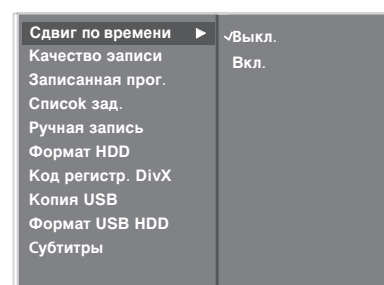 Сдвиг по времени ▶
√Выкл.
Вкл.
Качество записи
Записанная прог.
Список зад.
Ручная запись
Формат HDD
Код регистр. DivX
Копия USB
Формат USB HDD
Субтитры